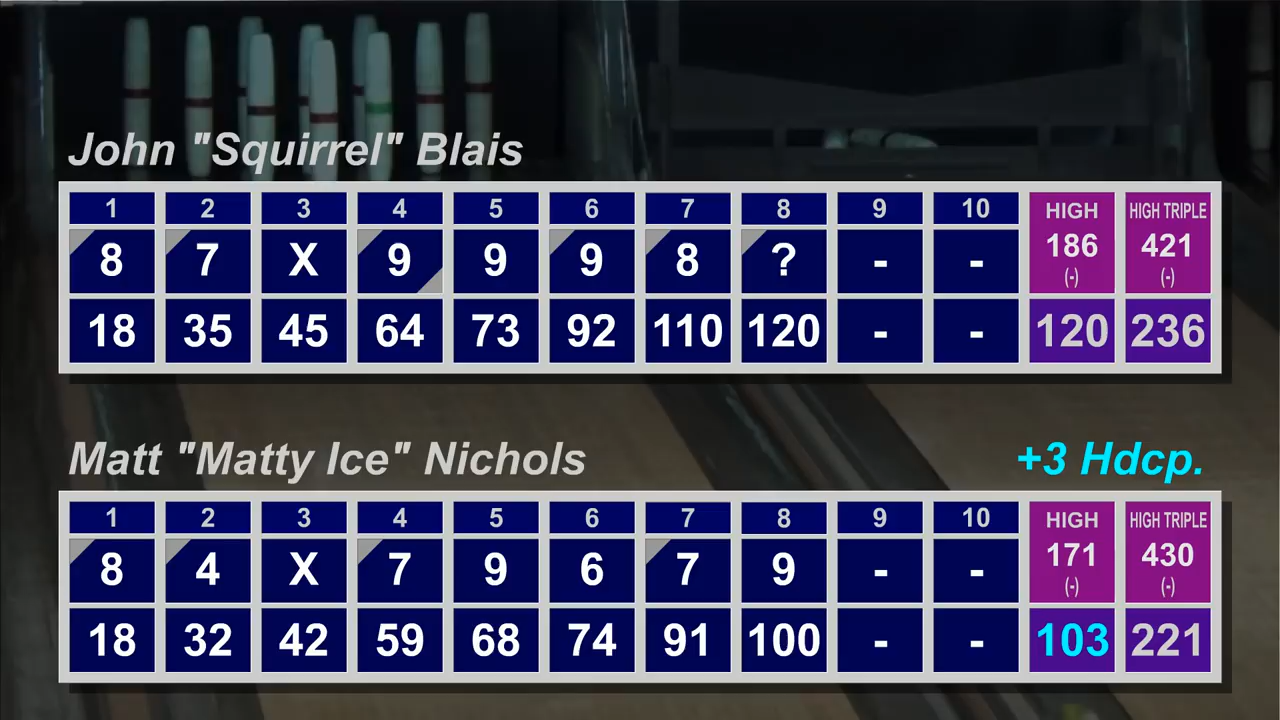 John "Squirrel" Blais
1 2 3 4 5 6 7 8 9 10 HIGH HIGH TRIPLE
8 7 X 9 9 9 8 ? - - 186 421
(-) (-)
18 35 45 64 73 92 110 120 - - 120 236
Matt "Matty Ice" Nichols +3 Hdcp.
1 2 3 4 5 6 7 8 9 10 HIGH HIGH TRIPLE
8 4 X 7 9 6 7 9 - - 171 430
(-) (-)
18 32 42 59 68 74 91 100 - - 103 221